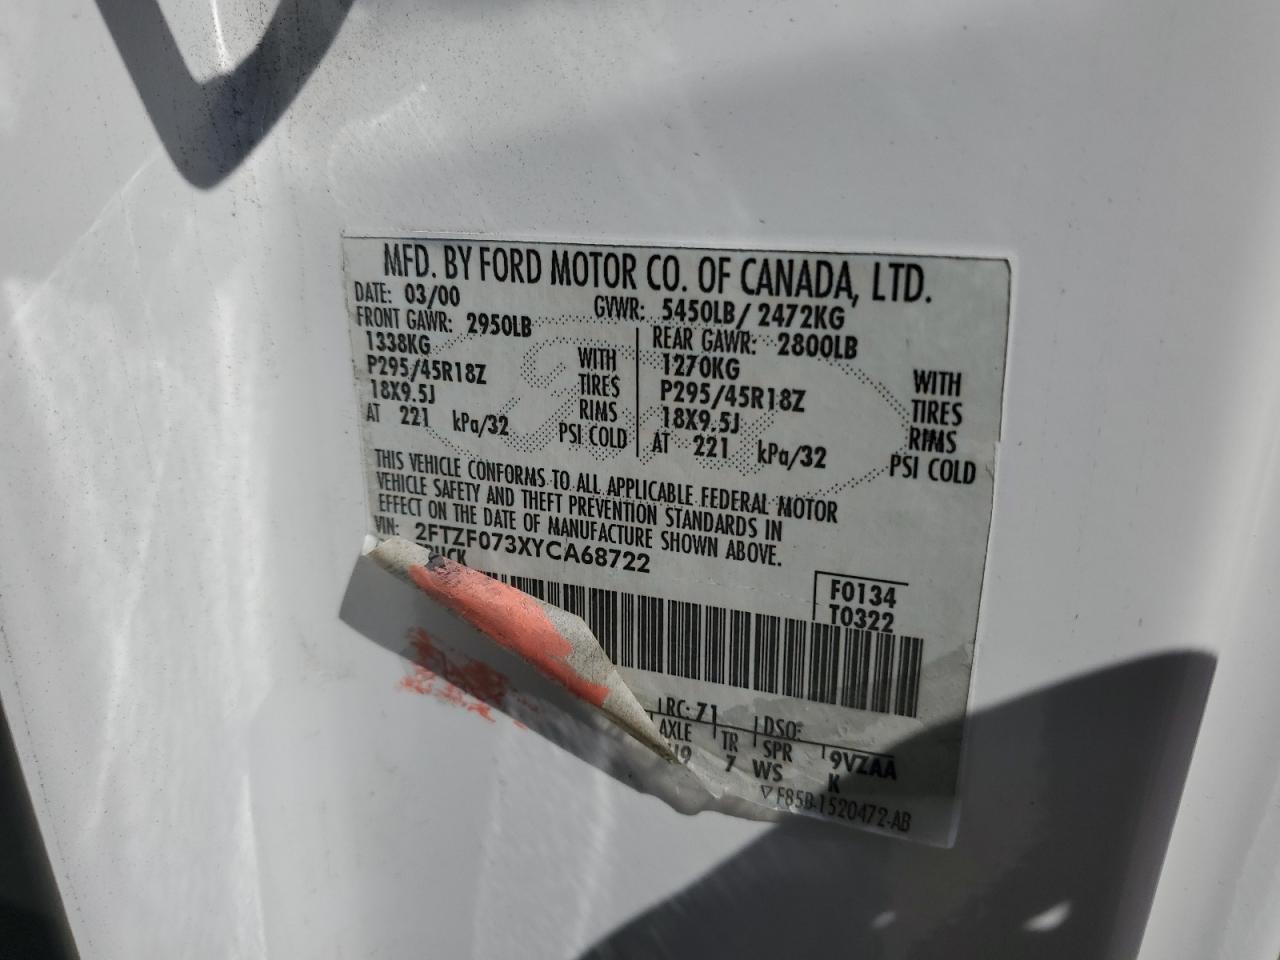 MFD. BY FORD MOTOR CO. OF CANADA, LTD.
DATE: 03/00 GVWR: 5450LB/ 2472KG
FRONT GAWR: 2950LB REAR GAWR: 2800LB
1338KG WITH 1270KG WITH
P295/45R18Z TIRES P295/45R18Z TIRES
18X9.5J RIMS 18X9.5J RIMS
AT 221 kPa/32 PSI COLD AT 221 kPa/32 PSI COLD
THIS VEHICLE CONFORMS TO ALL APPLICABLE FEDERAL MOTOR
VEHICLE SAFETY AND THEFT PREVENTION STANDARDS IN
EFFECT ON THE DATE OF MANUFACTURE SHOWN ABOVE.
VIN: 2FTZF073XYCA68722
F0134
T0322
RC: 71 DSO:
AXLE TR SPR 9VZAA
7 WS K
F85B-1520472-AB